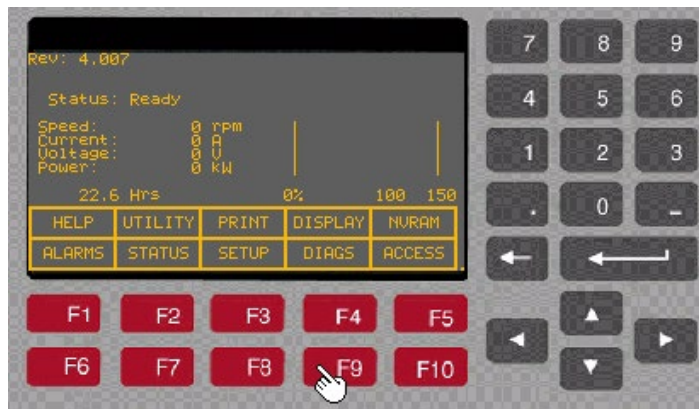 Rev: 4.007
Status: Ready
Speed: 0 rpm
Current: 0 A
Voltage: 0 V
Power: 0 kW
22.6 Hrs 0% 100 150
HELP UTILITY PRINT DISPLAY NVRAM
ALARMS STATUS SETUP DIAGS ACCESS
F1 F2 F3 F4 F5
F6 F7 F8 F9 F10
7 8 9
4 5 6
1 2 3
. 0 -